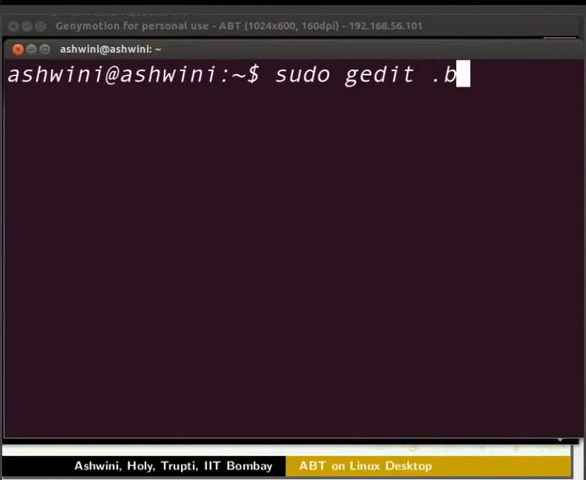 Genymotion for personal use - ABT (1024x600, 160dpi) - 192.168.56.101
ashwini@ashwini: ~
ashwini@ashwini:~$ sudo gedit .b
Ashwini, Holy, Trupti, IIT Bombay
ABT on Linux Desktop